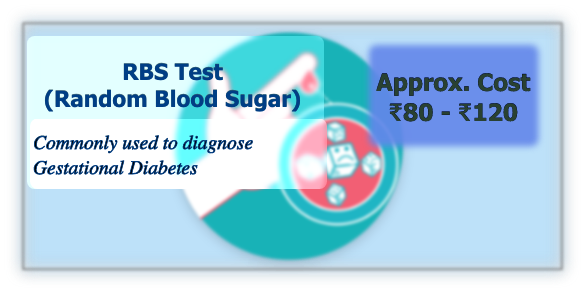 RBS Test
(Random Blood Sugar)
Commonly used to diagnose
Gestational Diabetes
Approx. Cost
₹80 - ₹120